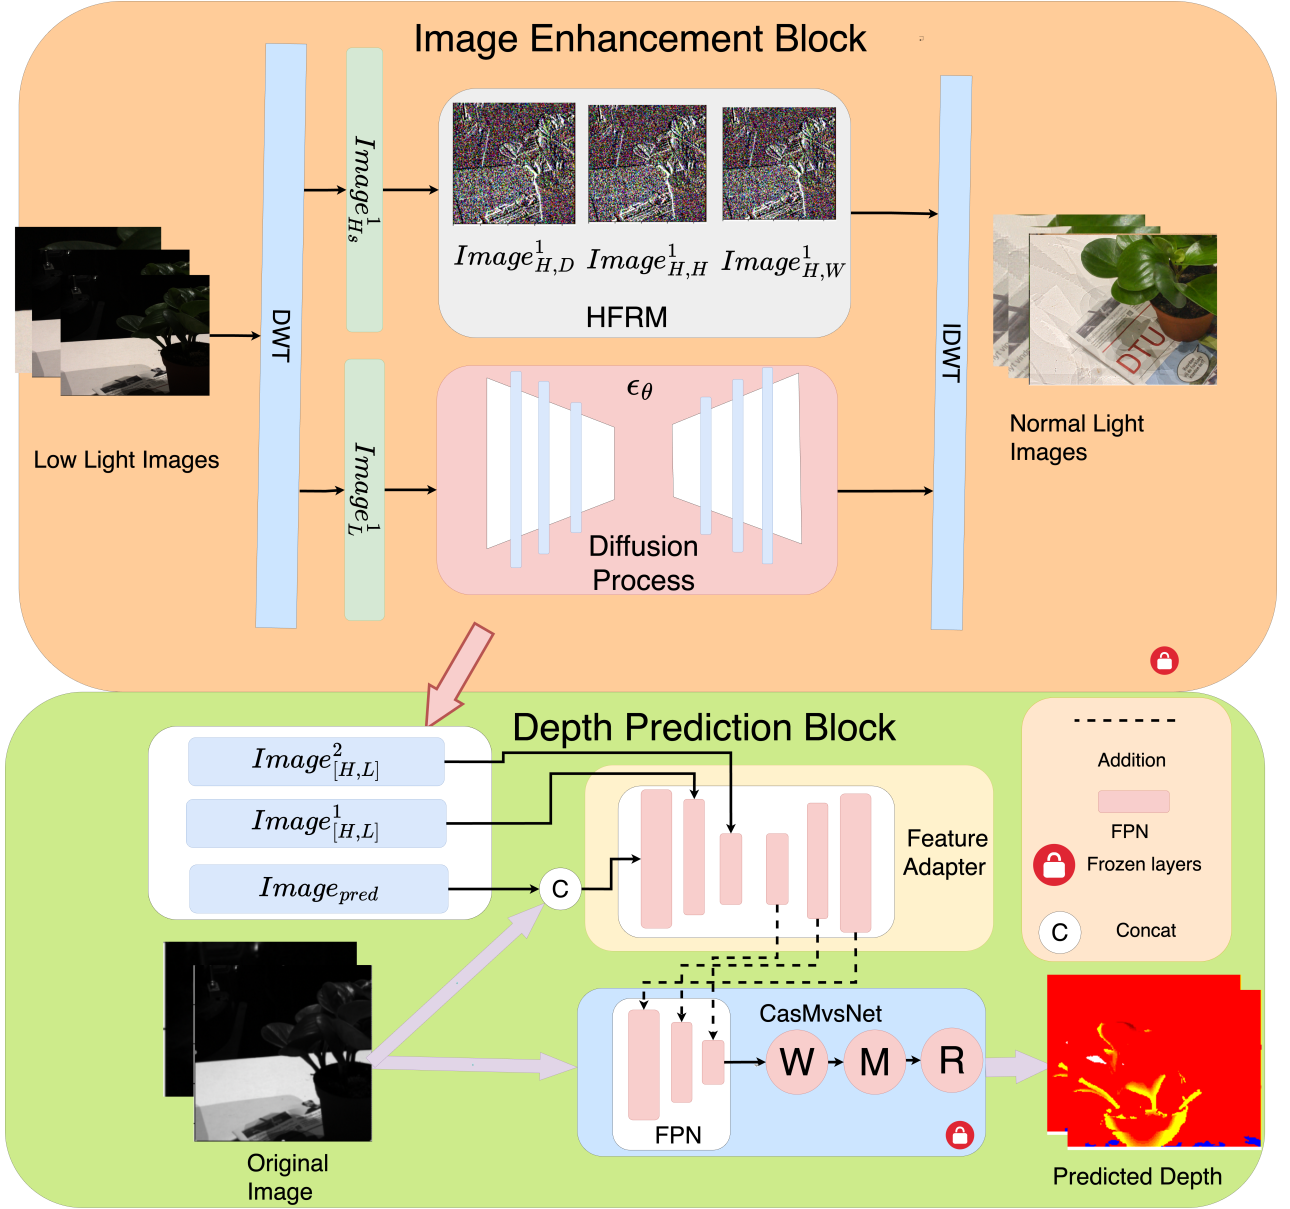 Image Enhancement Block
DWT
Image^1_{Hs}
Image^1_L
Image^1_{H,D}
Image^1_{H,H}
Image^1_{H,W}
HFRM
ϵ_θ
Diffusion
Process
IDWT
Low Light Images
DTU
Normal Light
Images
Depth Prediction Block
Image^2_{[H,L]}
Image^1_{[H,L]}
Image_{pred}
C
Feature
Adapter
Addition
FPN
Frozen layers
C
Concat
CasMvsNet
W
M
R
FPN
Original
Image
Predicted Depth